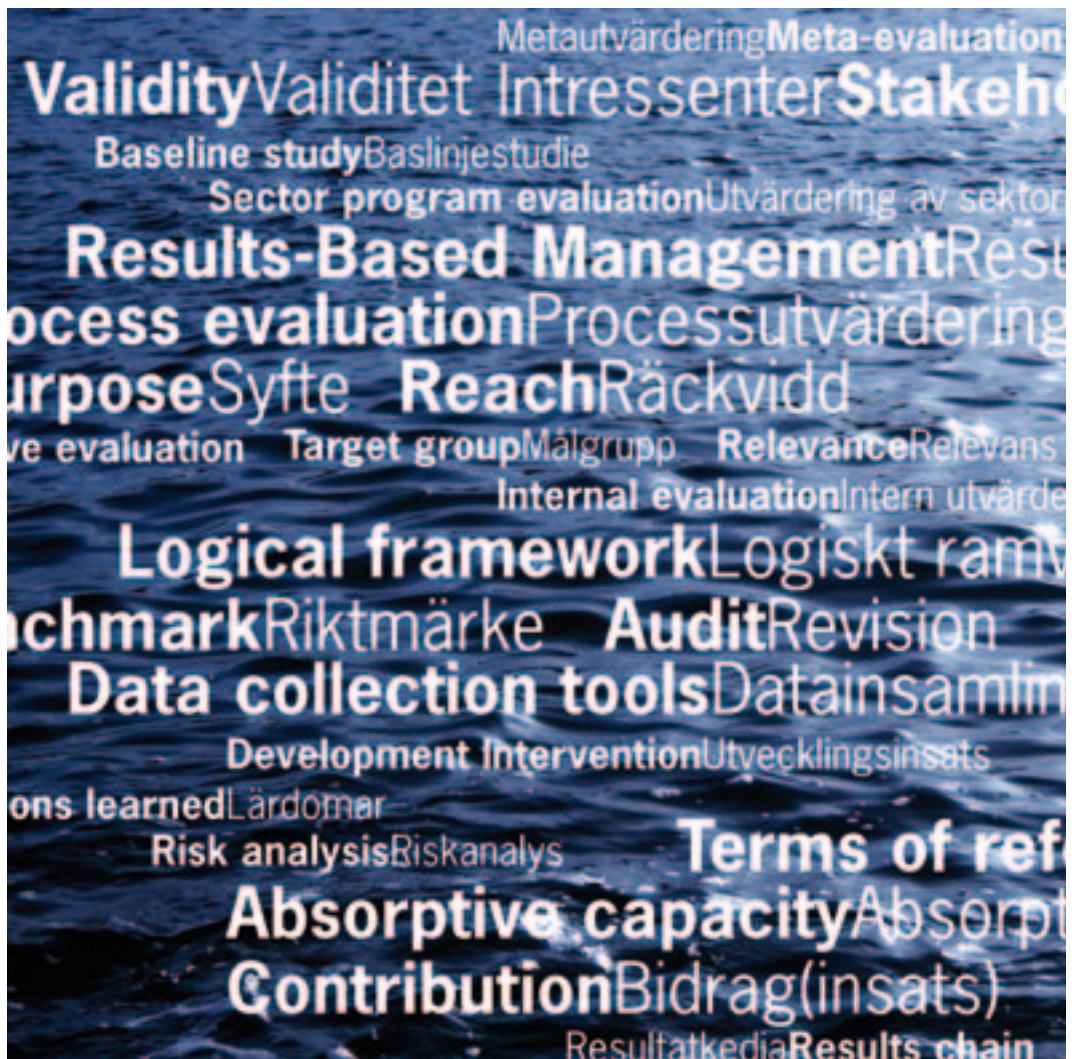 MetautvärderingMeta-evaluation
ValidityValiditet IntressenterStakeho
Baseline studyBaslinjestudie
Sector program evaluationUtvärdering av sektor
Results-Based ManagementResu
ocess evaluationProcessutvärdering
urposeSyfte ReachRäckvidd
ve evaluation Target groupMålgrupp RelevanceRelevans
Internal evaluationIntern utvärde
Logical frameworkLogiskt ramv
nchmarkRiktmärke AuditRevision
Data collection toolsDatainsamlin
Development InterventionUtvecklingsinsats
ons learnedLärdomar
Risk analysisRiskanalys Terms of refe
Absorptive capacityAbsorpt
ContributionBidrag(insats)
ResultatkedjaResults chain